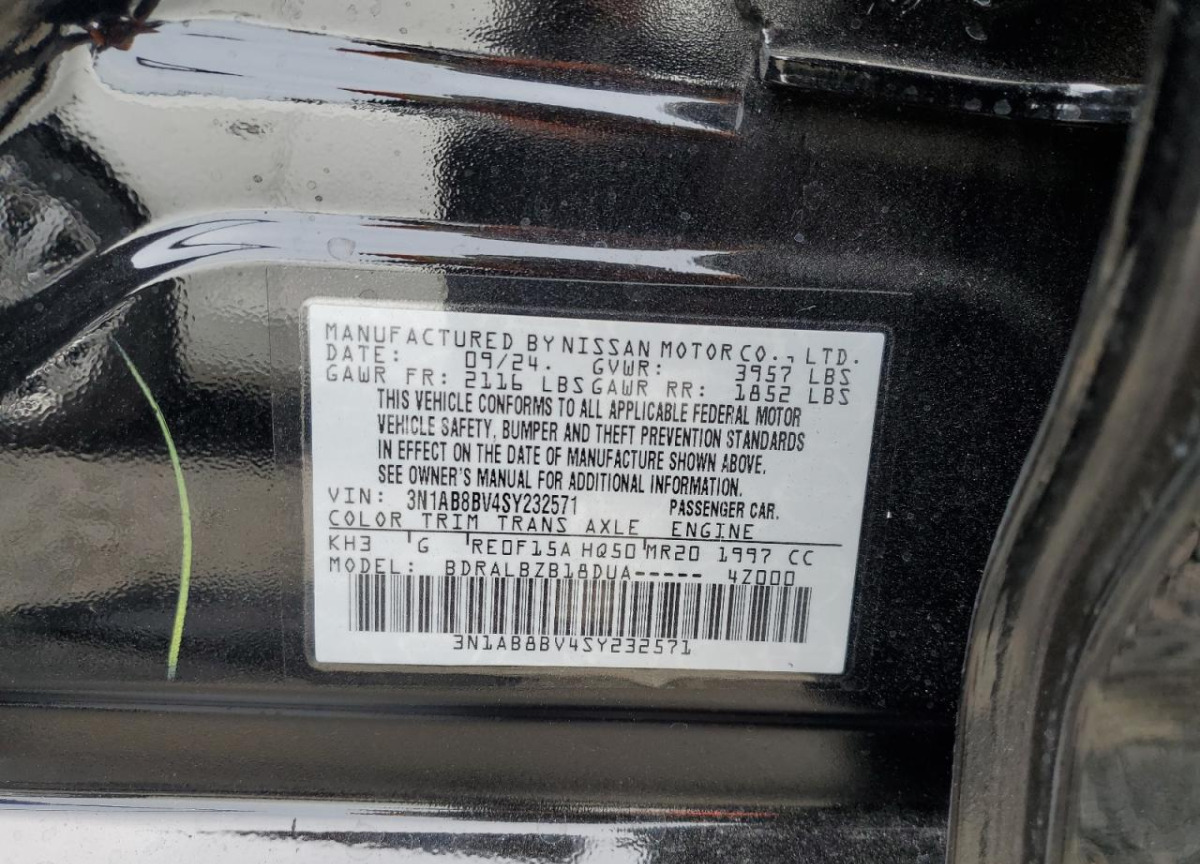 MANUFACTURED BY NISSAN MOTOR CO., LTD.
DATE: 09/24. GVWR: 3957 LBS
GAWR FR: 2116 LBS GAWR RR: 1852 LBS
THIS VEHICLE CONFORMS TO ALL APPLICABLE FEDERAL MOTOR
VEHICLE SAFETY, BUMPER AND THEFT PREVENTION STANDARDS
IN EFFECT ON THE DATE OF MANUFACTURE SHOWN ABOVE.
SEE OWNER'S MANUAL FOR ADDITIONAL INFORMATION.
VIN: 3N1AB8BV4SY232571 PASSENGER CAR.
COLOR TRIM TRANS AXLE ENGINE
KH3 G RE0F15A HQ50 MR20 1997 CC
MODEL: BDRALBZB18DUA----- 4Z000
3N1AB8BV4SY232571